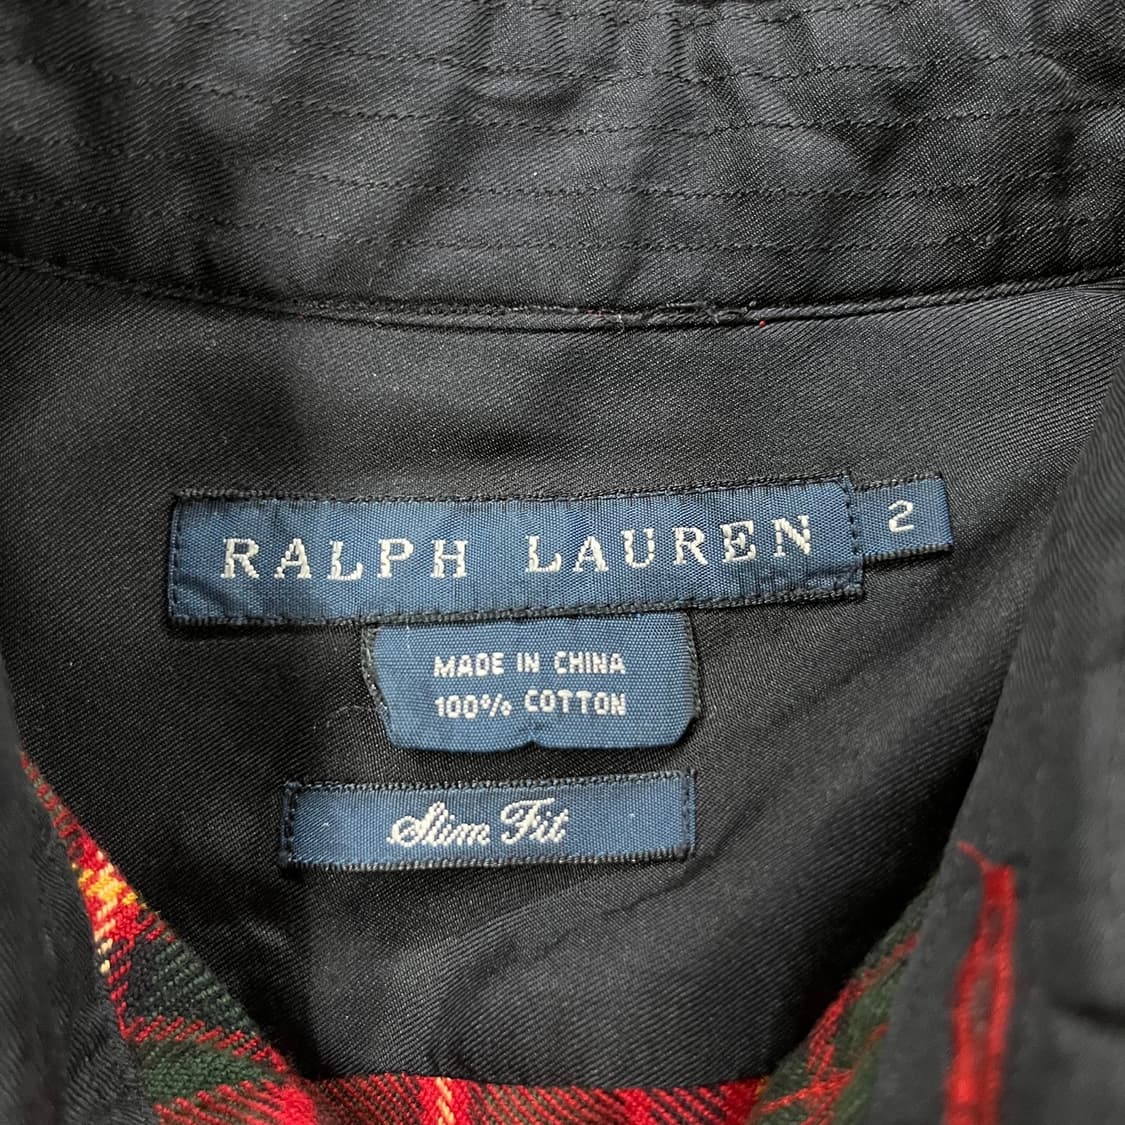 RALPH LAUREN 2
MADE IN CHINA
100% COTTON
Slim Fit